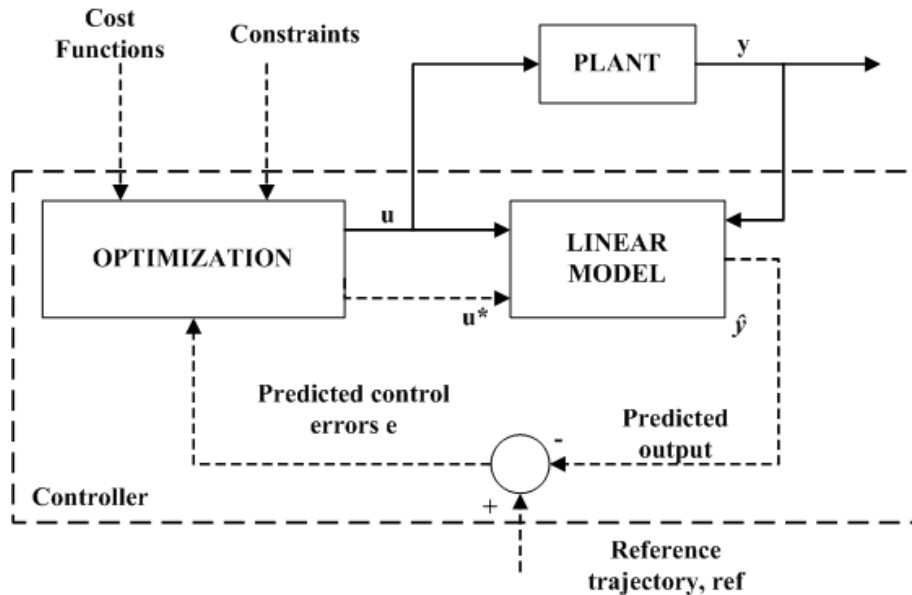 Cost
Functions
Constraints
PLANT
y
OPTIMIZATION
u
LINEAR
MODEL
u*
ŷ
Predicted control
errors e
-
Predicted
output
+
Controller
Reference
trajectory, ref